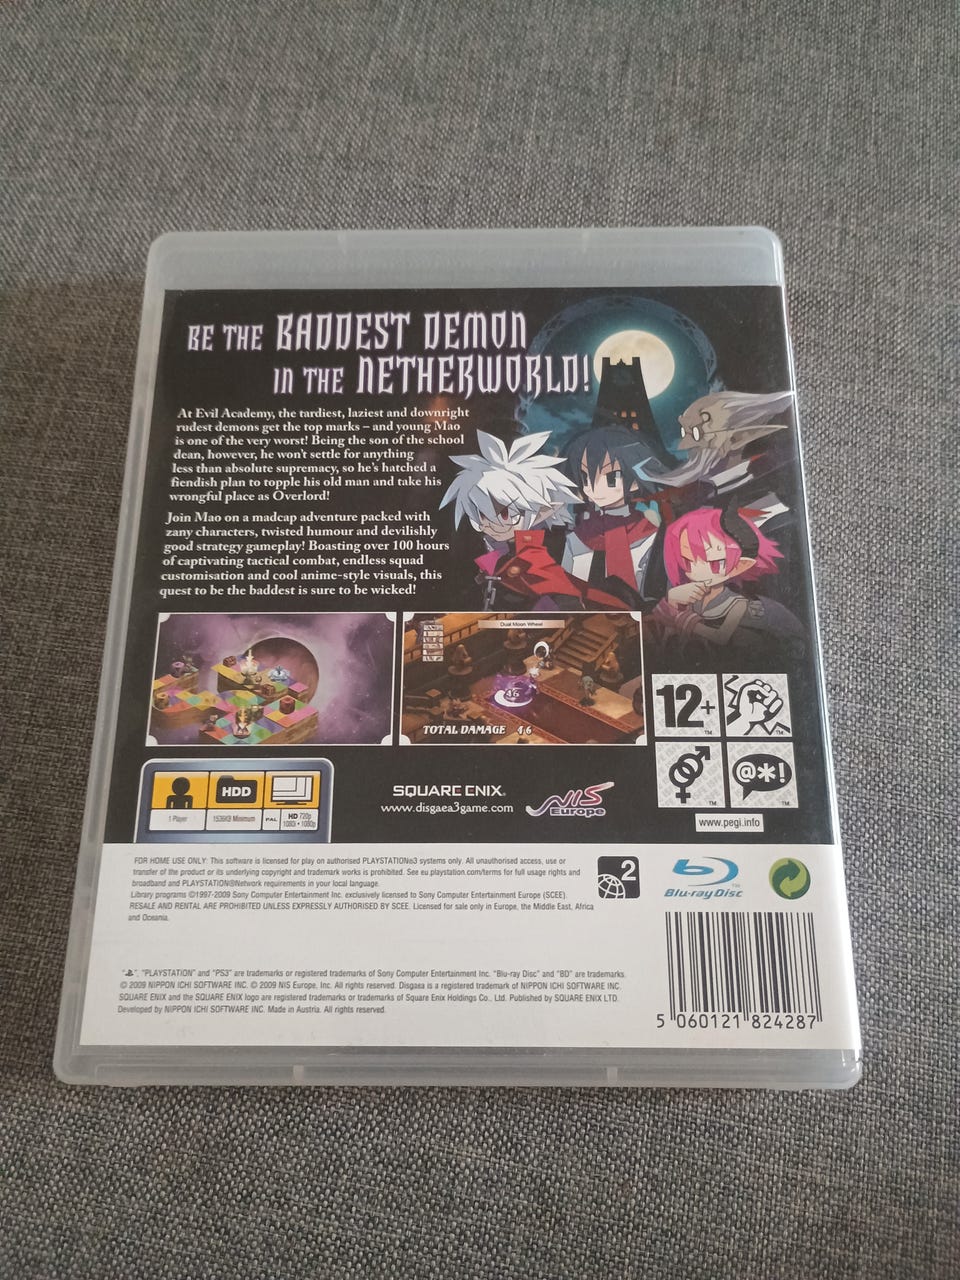 BE THE BADDEST DEMON
IN THE NETHERWORLD!
At Evil Academy, the tardiest, laziest and downright
rudest demons get the top marks – and young Mao
is one of the very worst! Being the son of the school
dean, however, he won't settle for anything
less than absolute supremacy, so he's hatched a
fiendish plan to topple his old man and take his
wrongful place as Overlord!
Join Mao on a madcap adventure packed with
zany characters, twisted humour and devilishly
good strategy gameplay! Boasting over 100 hours
of captivating tactical combat, endless squad
customisation and cool anime-style visuals, this
quest to be the baddest is sure to be wicked!
Dual Moon Wheel
46
TOTAL DAMAGE 46
12+
TM
TM
TM
TM
@*!
www.pegi.info
HDD
1 Player
1536KB Minimum
PAL
HD 720p
1080i • 1080p
SQUARE ENIX®
www.disgaea3game.com
NIS
Europe
FOR HOME USE ONLY: This software is licensed for play on authorised PLAYSTATION®3 systems only. All unauthorised access, use or
transfer of the product or its underlying copyright and trademark works is prohibited. See eu.playstation.com/terms for full usage rights and
broadband and PLAYSTATION®Network requirements in your local language.
Library programs ©1997-2009 Sony Computer Entertainment Inc. exclusively licensed to Sony Computer Entertainment Europe (SCEE).
RESALE AND RENTAL ARE PROHIBITED UNLESS EXPRESSLY AUTHORISED BY SCEE. Licensed for sale only in Europe, the Middle East, Africa
and Oceania.
2
Blu-ray Disc
TM
" ", "PLAYSTATION" and "PS3" are trademarks or registered trademarks of Sony Computer Entertainment Inc. "Blu-ray Disc" and "BD" are trademarks.
© 2009 NIPPON ICHI SOFTWARE INC. © 2009 NIS Europe, Inc. All rights reserved. Disgaea is a registered trademark of NIPPON ICHI SOFTWARE INC.
SQUARE ENIX and the SQUARE ENIX logo are registered trademarks or trademarks of Square Enix Holdings Co., Ltd. Published by SQUARE ENIX LTD.
Developed by NIPPON ICHI SOFTWARE INC. Made in Austria. All rights reserved.
5 060121 824287